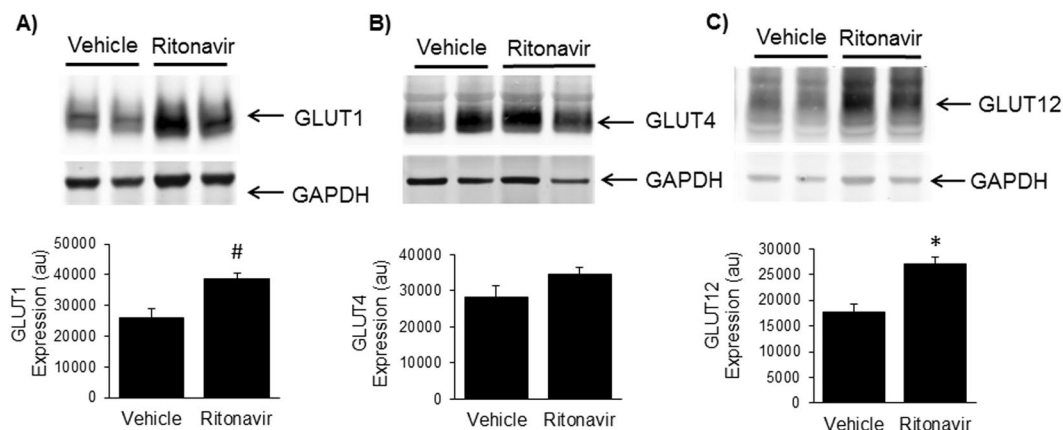 A)
Vehicle Ritonavir
GLUT1
GAPDH
GLUT1
Expression (au)
50000
40000
30000
20000
10000
0
#
Vehicle Ritonavir
B)
Vehicle Ritonavir
GLUT4
GAPDH
GLUT4
Expression (au)
40000
30000
20000
10000
0
Vehicle Ritonavir
C)
Vehicle Ritonavir
GLUT12
GAPDH
GLUT12
Expression (au)
30000
25000
20000
15000
10000
5000
0
*
Vehicle Ritonavir